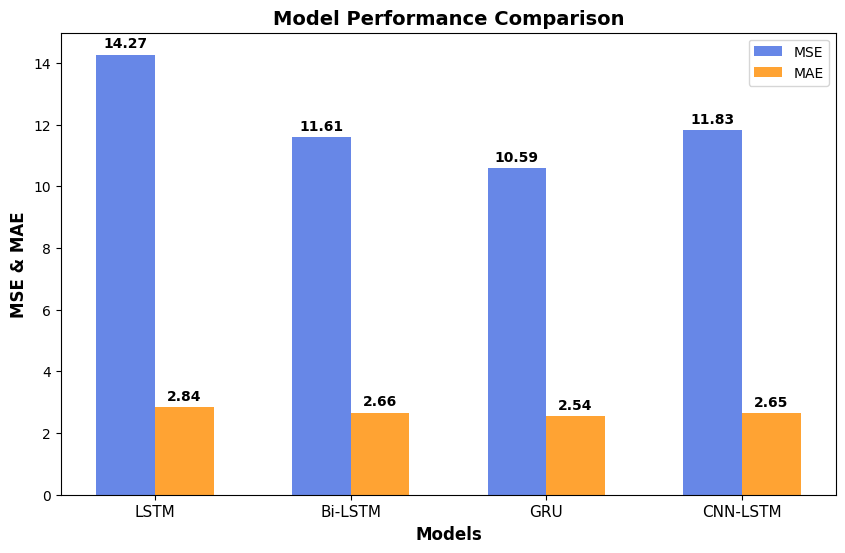 Model Performance Comparison
MSE
MAE
14.27
11.61
10.59
11.83
2.84
2.66
2.54
2.65
MSE & MAE
14
12
10
8
6
4
2
0
LSTM
Bi-LSTM
GRU
CNN-LSTM
Models